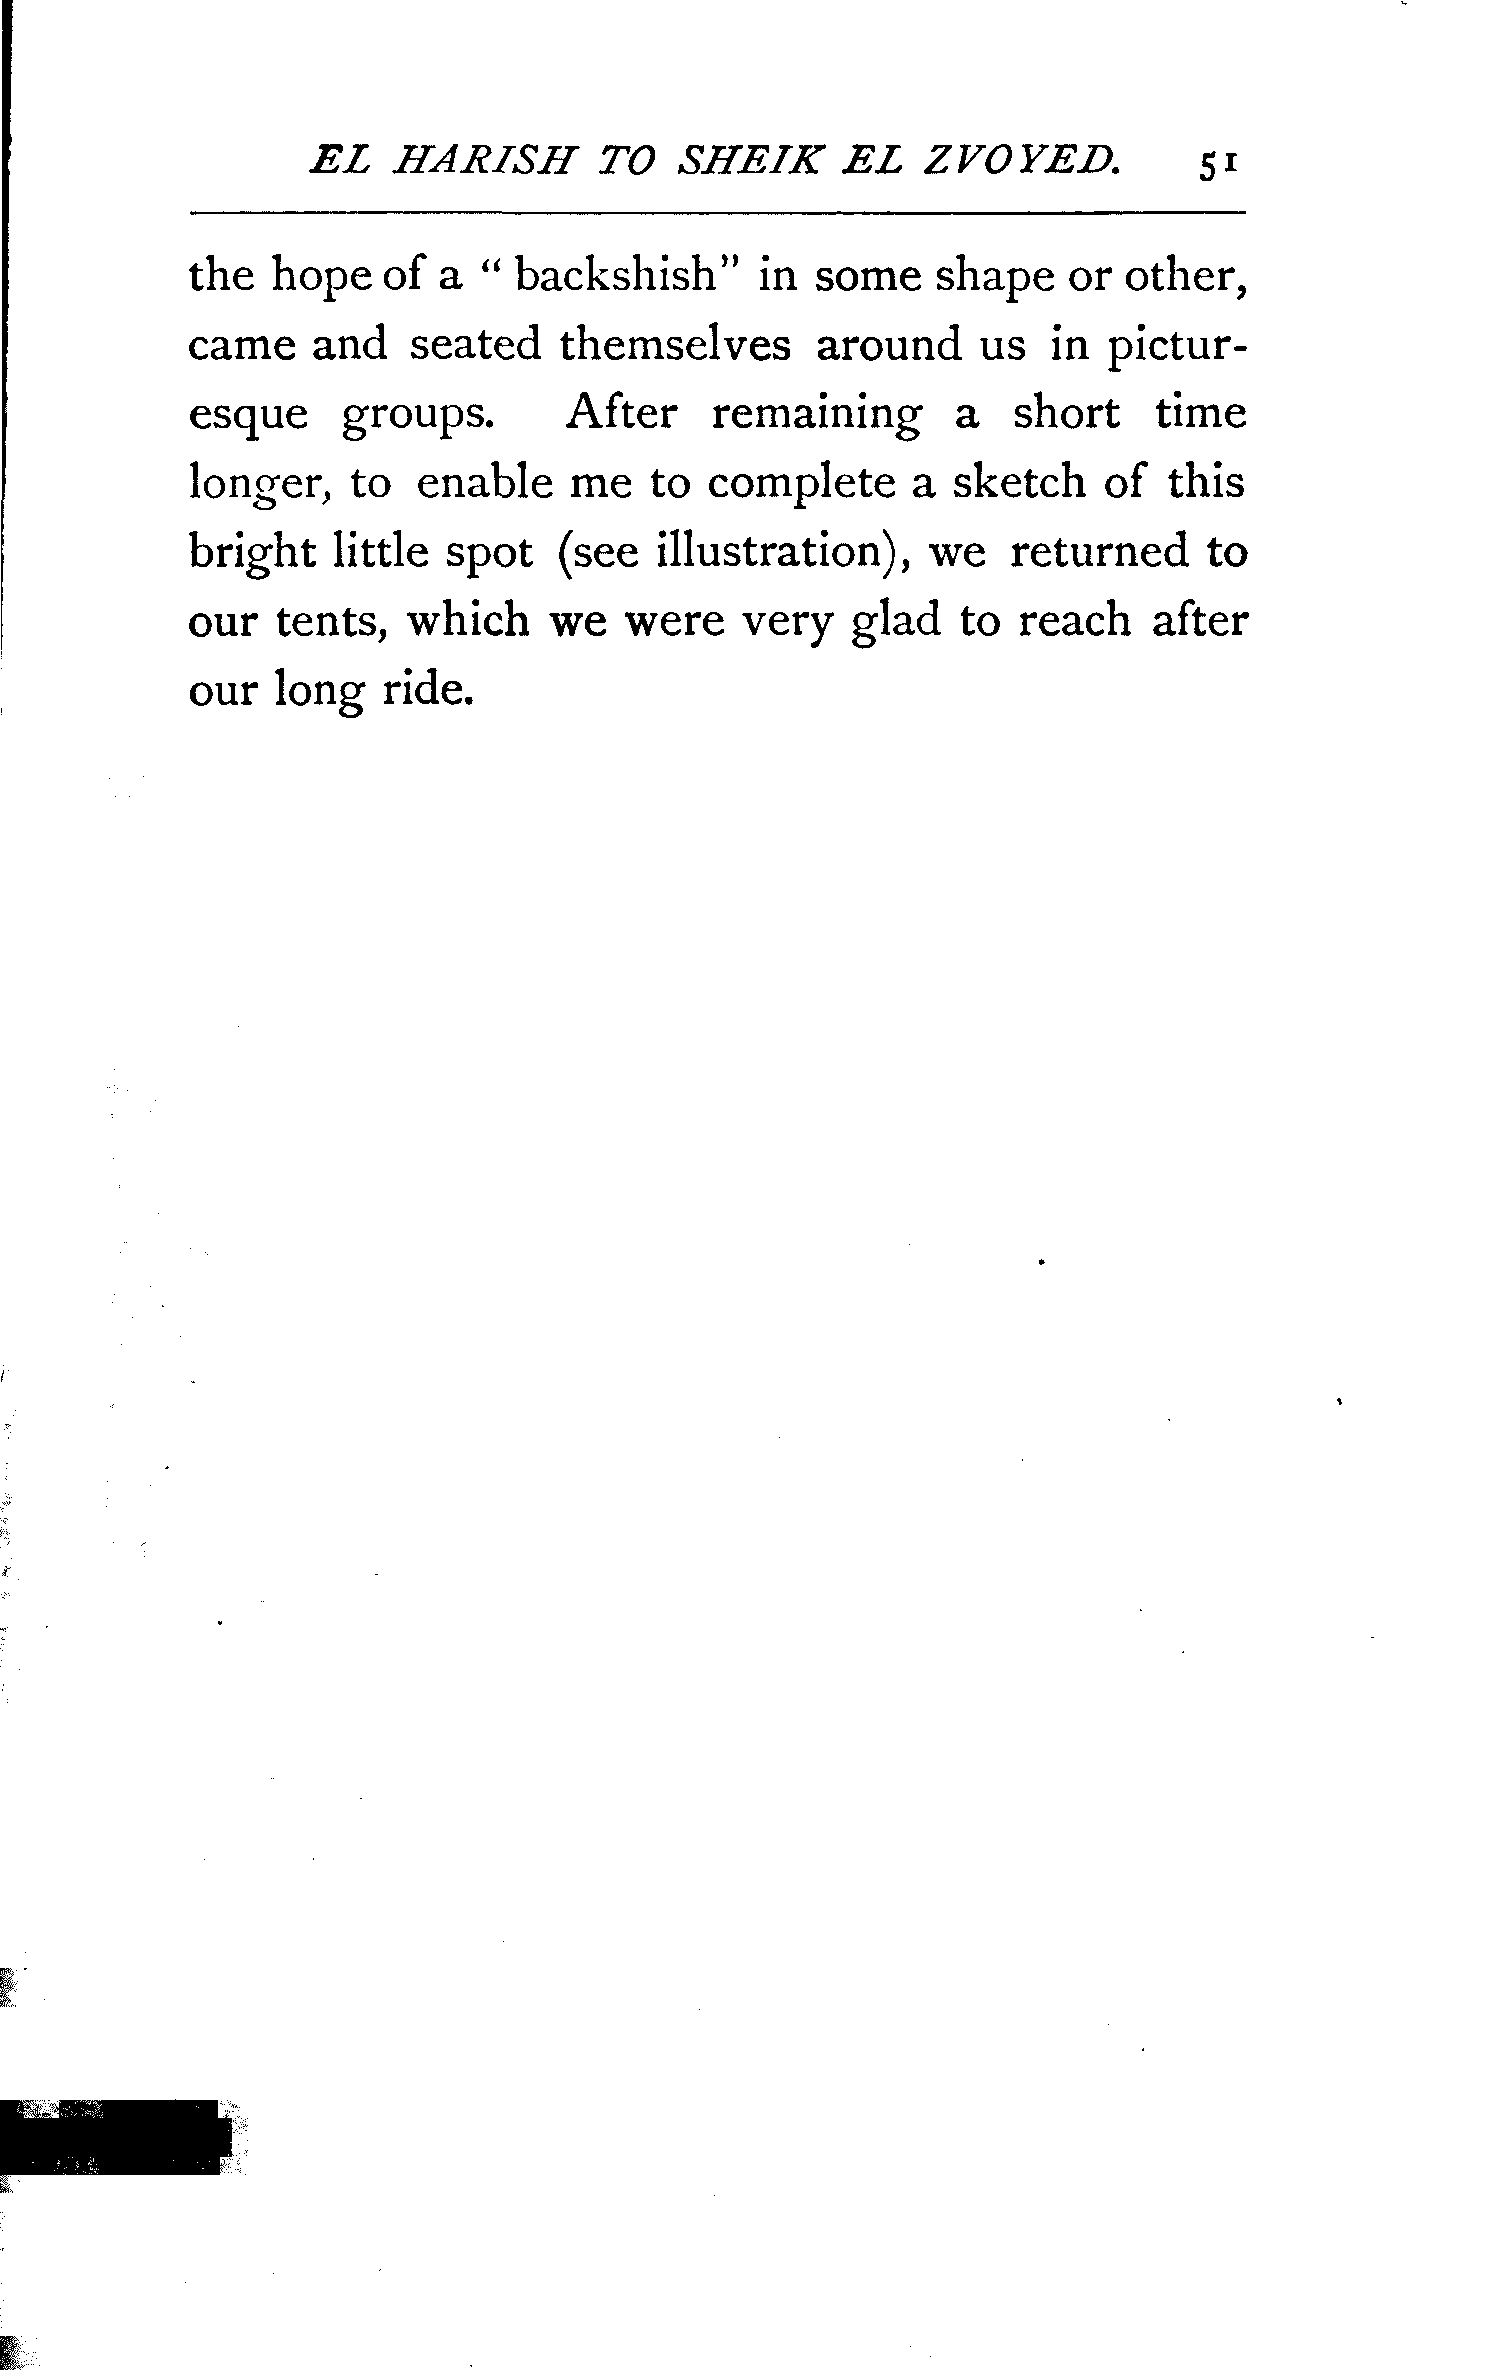 EL HARISH TO SHEIK EL ZVOYED. 51
the hope of a “ backshish” in some shape or other,
came and seated themselves around us in pictur-
esque groups. After remaining a short time
longer, to enable me to complete a sketch of this
bright little spot (see illustration), we returned to
our tents, which we were very glad to reach after
our long ride.